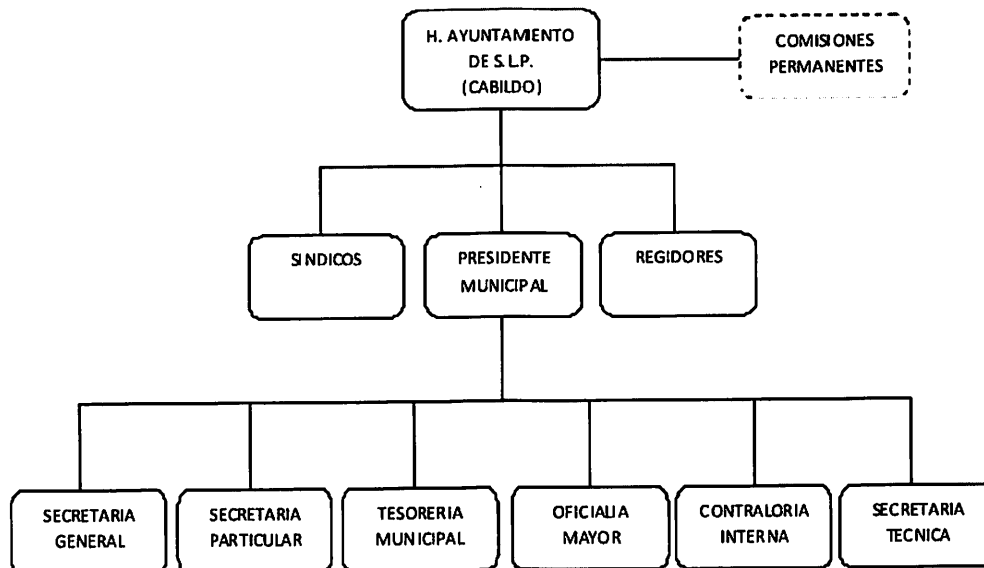 H. AYUNTAMIENTO
DE S.L.P.
(CABILDO)
COMISIONES
PERMANENTES
SINDICOS
PRESIDENTE
MUNICIPAL
REGIDORES
SECRETARIA
GENERAL
SECRETARIA
PARTICULAR
TESORERIA
MUNICIPAL
OFICIALIA
MAYOR
CONTRALORIA
INTERNA
SECRETARIA
TECNICA